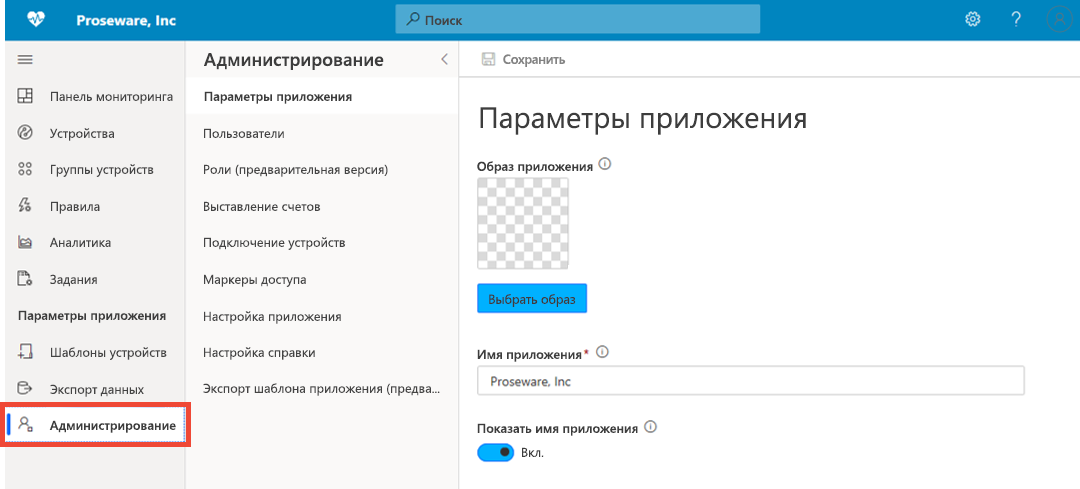 Proseware, Inc
Поиск
?
Панель мониторинга
Устройства
Группы устройств
Правила
Аналитика
Задания
Параметры приложения
Шаблоны устройств
Экспорт данных
Администрирование
Администрирование
Параметры приложения
Пользователи
Роли (предварительная версия)
Выставление счетов
Подключение устройств
Маркеры доступа
Настройка приложения
Настройка справки
Экспорт шаблона приложения (предва...
Сохранить
Параметры приложения
Образ приложения
Выбрать образ
Имя приложения*
Proseware, Inc
Показать имя приложения
Вкл.